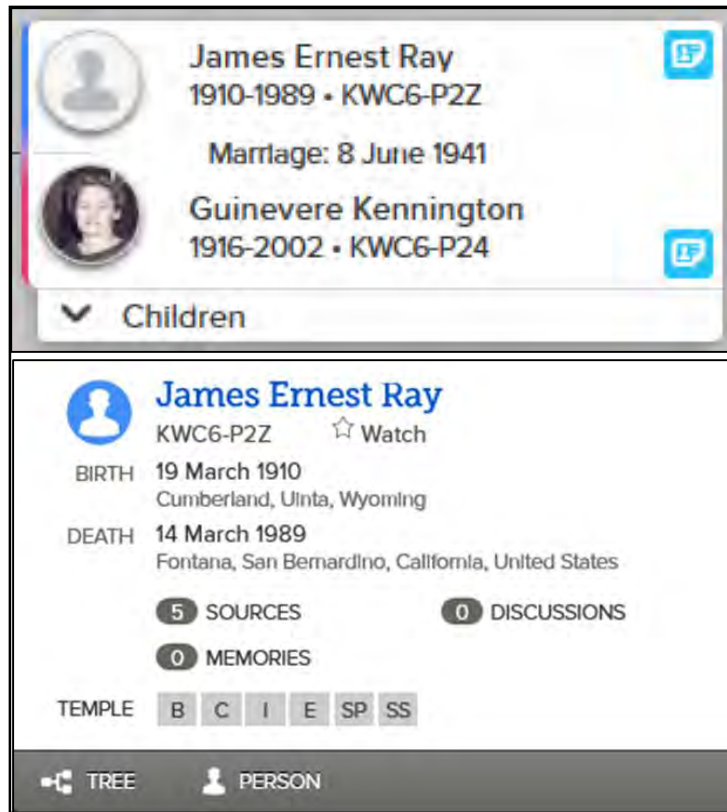 James Ernest Ray
1910-1989 • KWC6-P2Z
Marriage: 8 June 1941
Guinevere Kennington
1916-2002 • KWC6-P24
Children
James Ernest Ray
KWC6-P2Z ☆ Watch
BIRTH 19 March 1910
Cumberland, Uinta, Wyoming
DEATH 14 March 1989
Fontana, San Bernardino, California, United States
5 SOURCES 0 DISCUSSIONS
0 MEMORIES
TEMPLE B C I E SP SS
TREE PERSON